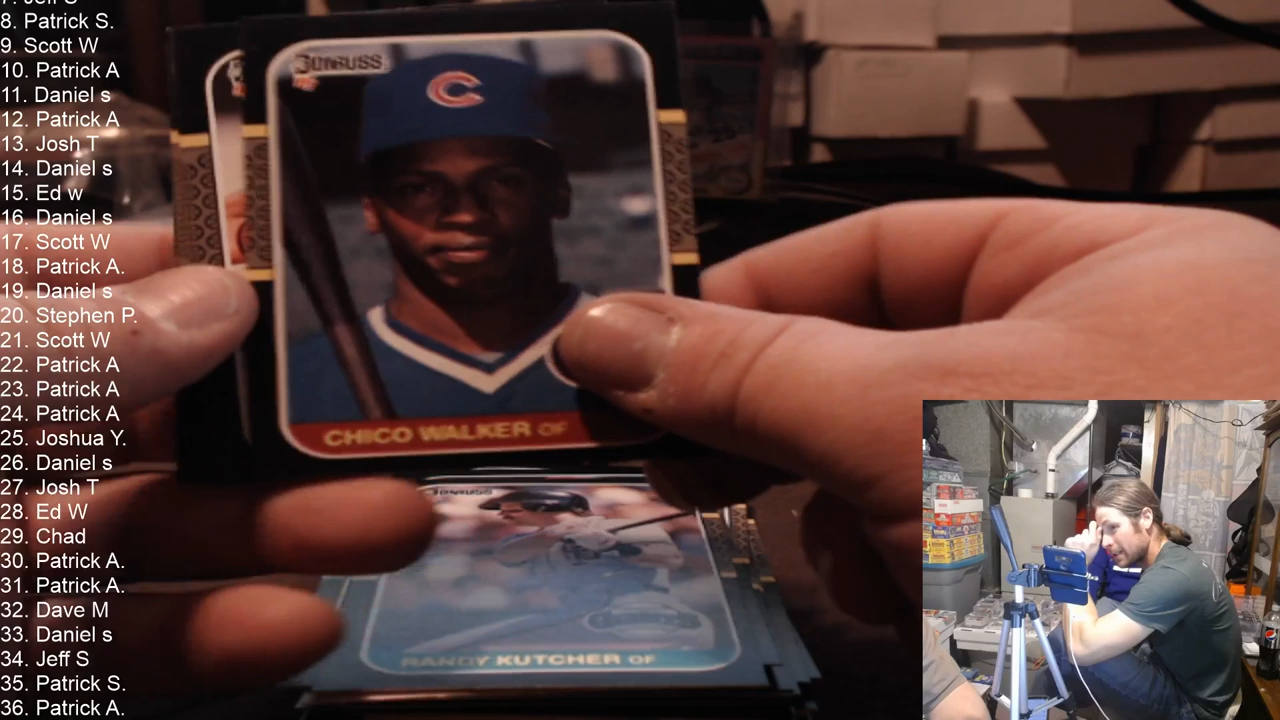 7. Jeff S
8. Patrick S.
9. Scott W
10. Patrick A
11. Daniel s
12. Patrick A
13. Josh T
14. Daniel s
15. Ed w
16. Daniel s
17. Scott W
18. Patrick A.
19. Daniel s
20. Stephen P.
21. Scott W
22. Patrick A
23. Patrick A
24. Patrick A
25. Joshua Y.
26. Daniel s
27. Josh T
28. Ed W
29. Chad
30. Patrick A.
31. Patrick A.
32. Dave M
33. Daniel s
34. Jeff S
35. Patrick S.
36. Patrick A.
DONRUSS
C
CHICO WALKER OF
RANDY KUTCHER OF